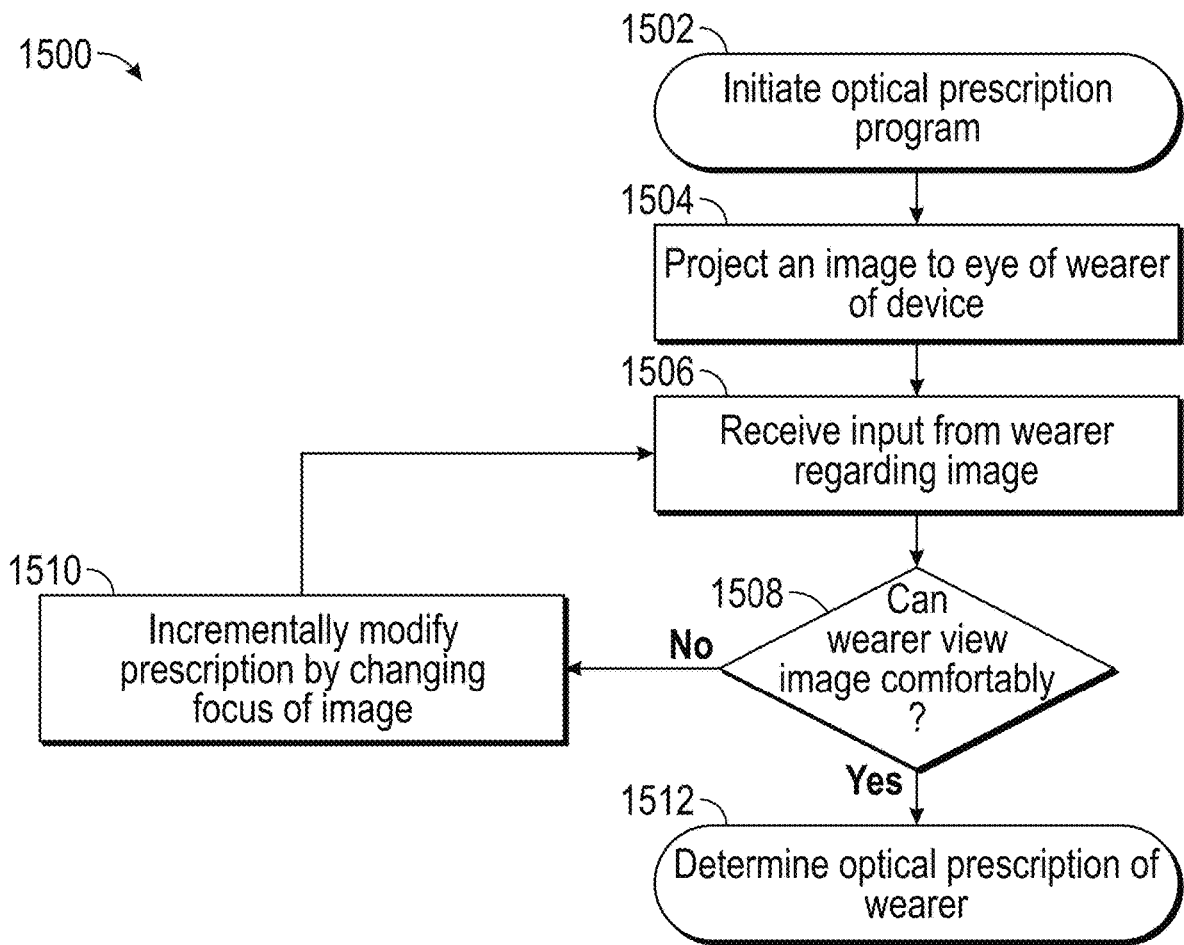 1500
1502
Initiate optical prescription
program
1504
Project an image to eye of wearer
of device
1506
Receive input from wearer
regarding image
1508
Can
wearer view
image comfortably
?
No
1510
Incrementally modify
prescription by changing
focus of image
Yes
1512
Determine optical prescription of
wearer